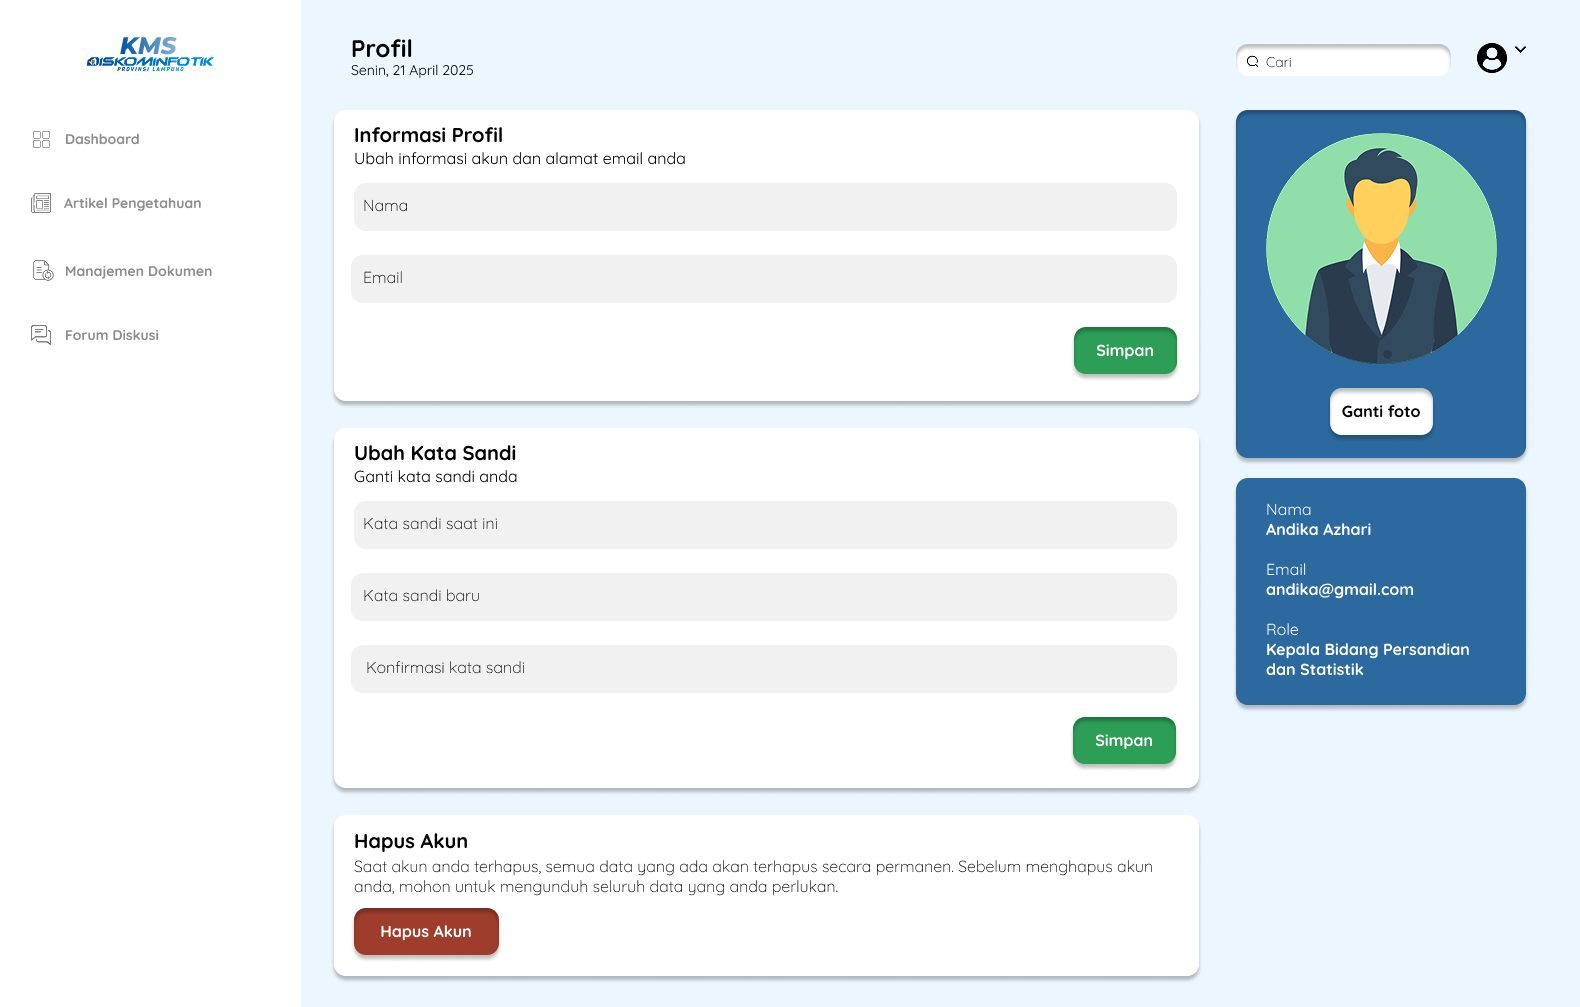 KMS
DISKOMINFOTIK
PROVINSI LAMPUNG
Dashboard
Artikel Pengetahuan
Manajemen Dokumen
Forum Diskusi
Profil
Senin, 21 April 2025
Cari
Informasi Profil
Ubah informasi akun dan alamat email anda
Nama
Email
Simpan
Ubah Kata Sandi
Ganti kata sandi anda
Kata sandi saat ini
Kata sandi baru
Konfirmasi kata sandi
Simpan
Hapus Akun
Saat akun anda terhapus, semua data yang ada akan terhapus secara permanen. Sebelum menghapus akun
anda, mohon untuk mengunduh seluruh data yang anda perlukan.
Hapus Akun
Ganti foto
Nama
Andika Azhari
Email
andika@gmail.com
Role
Kepala Bidang Persandian
dan Statistik